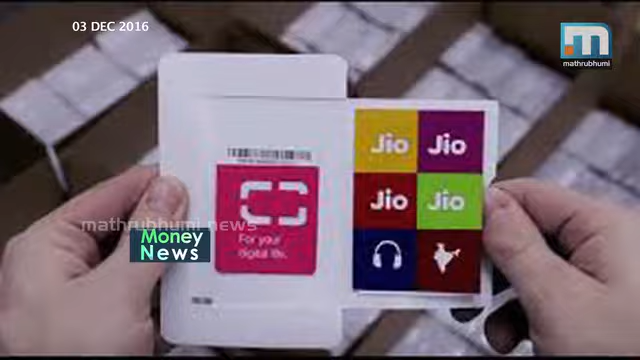 03 DEC 2016
mathrubhumi
Jio Jio
Jio Jio
mathrubhumi news
Money
News
For your
digital life.